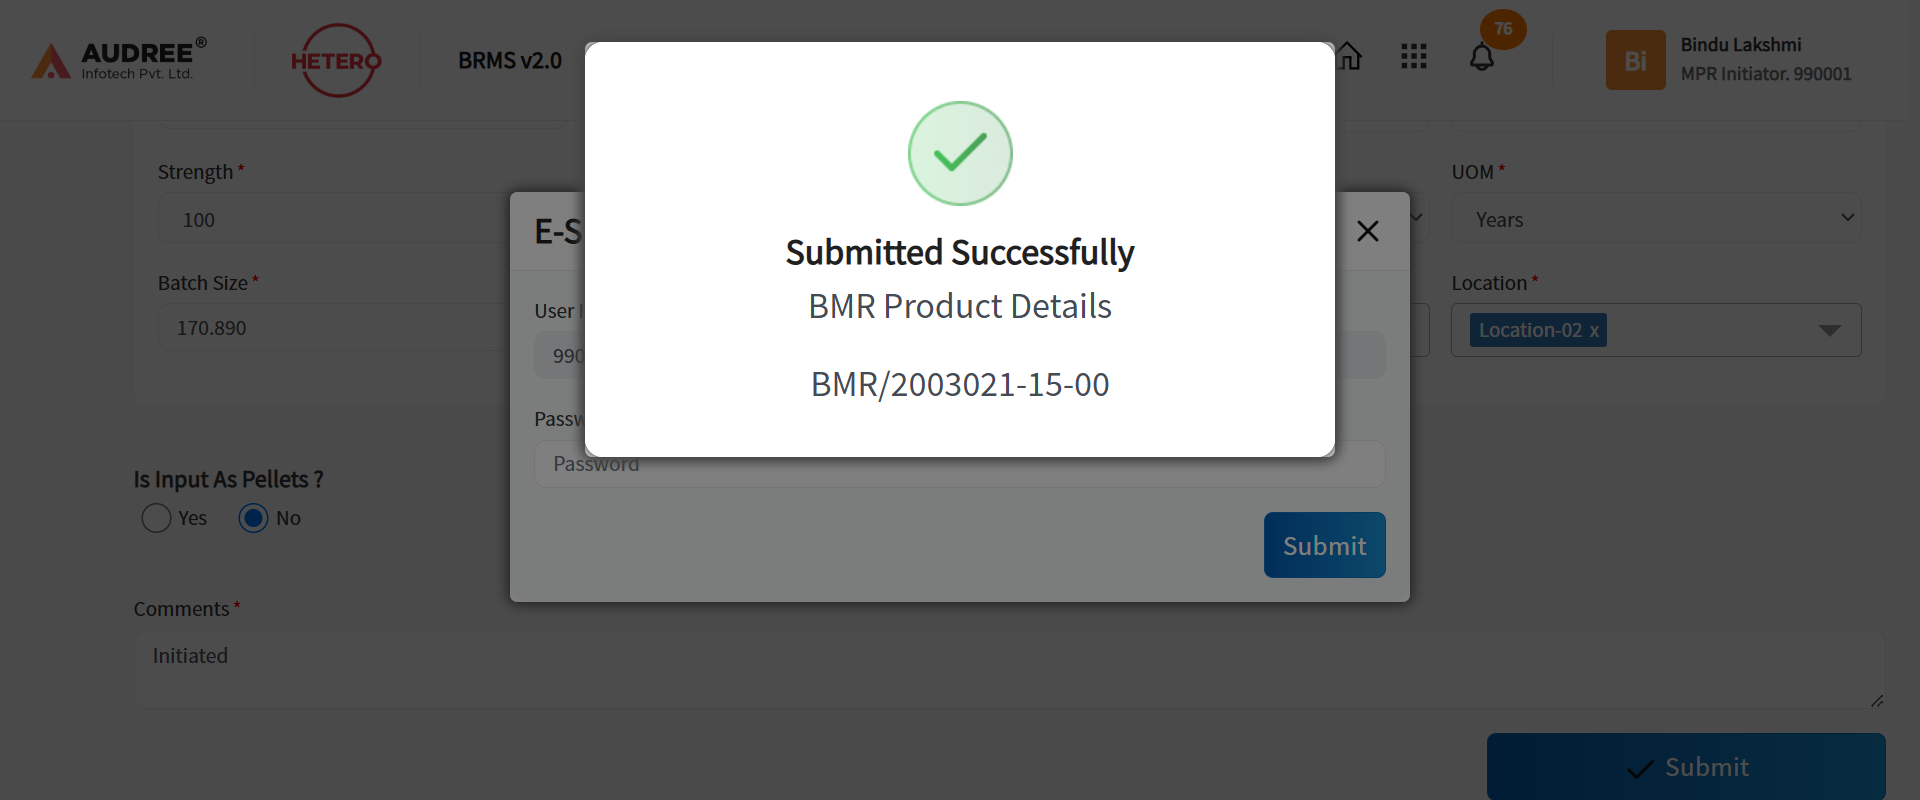 AUDREE®
Infotech Pvt. Ltd.
HETERO
BRMS v2.0
76
Bi
Bindu Lakshmi
MPR Initiator. 990001
Submitted Successfully
BMR Product Details
BMR/2003021-15-00
Strength *
100
UOM *
Years
Batch Size *
170.890
Location *
Location-02 x
E-S
User
990
Passw
Password
Submit
Is Input As Pellets ?
Yes
No
Comments *
Initiated
Submit